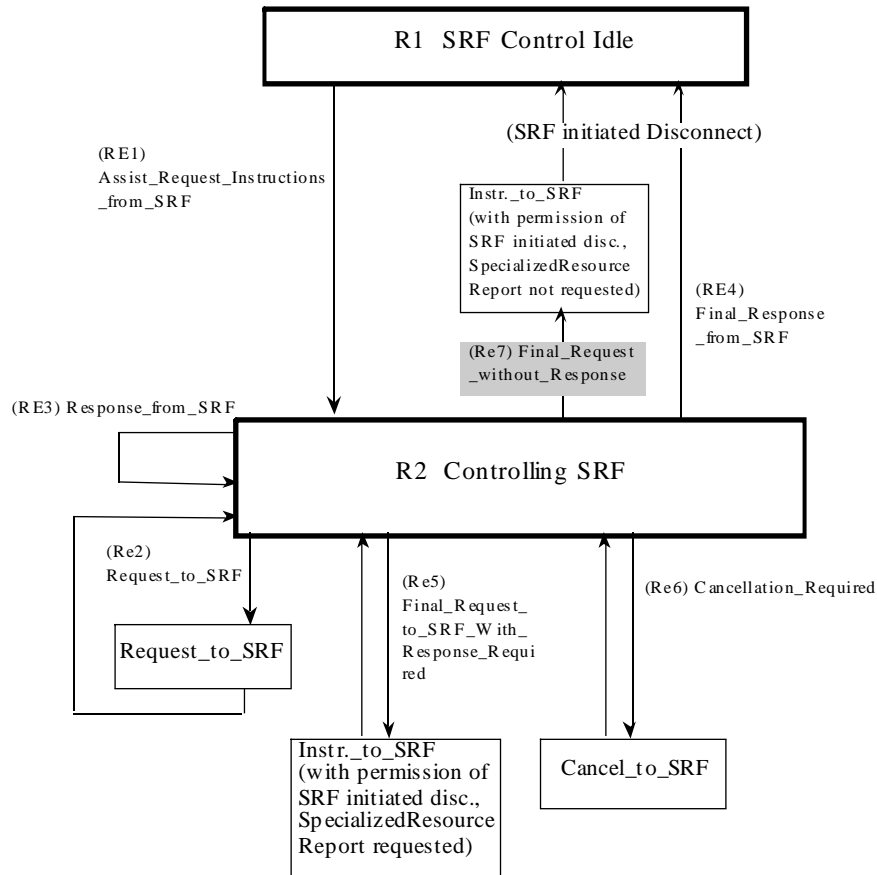 R1 SRF Control Idle
(SRF initiated Disconnect)
(RE1)
Assist_Request_Instructions
_from_SRF
Instr._to_SRF
(with permission of
SRF initiated disc.,
SpecializedResource
Report not requested)
(RE4)
Final_Response
_from_SRF
(Re7) Final_Request
_without_Response
(RE3) Response_from_SRF
R2 Controlling SRF
(Re2)
Request_to_SRF
(Re5)
Final_Request_
to_SRF_With_
Response_Requi
red
(Re6) Cancellation_Required
Request_to_SRF
Instr._to_SRF
(with permission of
SRF initiated disc.,
SpecializedResource
Report requested)
Cancel_to_SRF